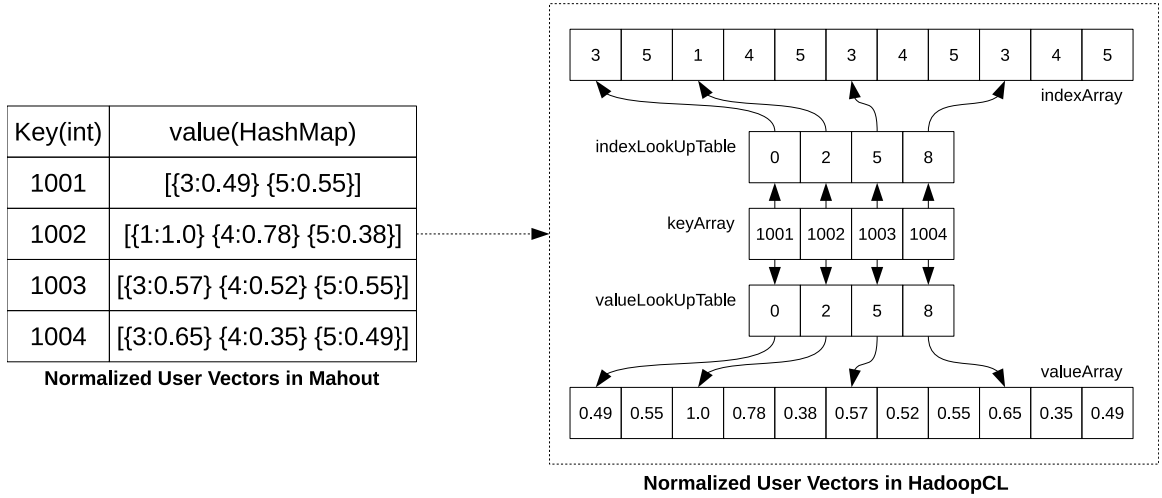 Key(int) value(HashMap)
1001 [{3:0.49} {5:0.55}]
1002 [{1:1.0} {4:0.78} {5:0.38}]
1003 [{3:0.57} {4:0.52} {5:0.55}]
1004 [{3:0.65} {4:0.35} {5:0.49}]
Normalized User Vectors in Mahout
3 5 1 4 5 3 4 5 3 4 5
indexArray
indexLookUpTable
0 2 5 8
keyArray
1001 1002 1003 1004
valueLookUpTable
0 2 5 8
valueArray
0.49 0.55 1.0 0.78 0.38 0.57 0.52 0.55 0.65 0.35 0.49
Normalized User Vectors in HadoopCL